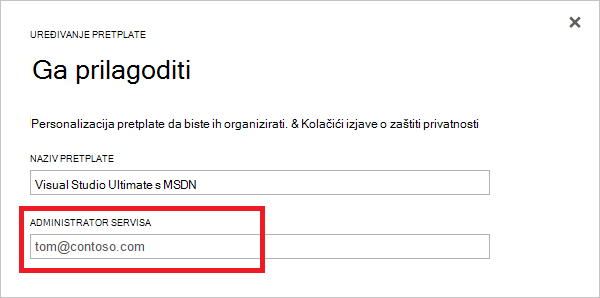 UREĐIVANJE PRETPLATE
Ga prilagoditi
Personalizacija pretplate da biste ih organizirati. & Kolačići izjave o zaštiti privatnosti
NAZIV PRETPLATE
Visual Studio Ultimate s MSDN
ADMINISTRATOR SERVISA
tom@contoso.com